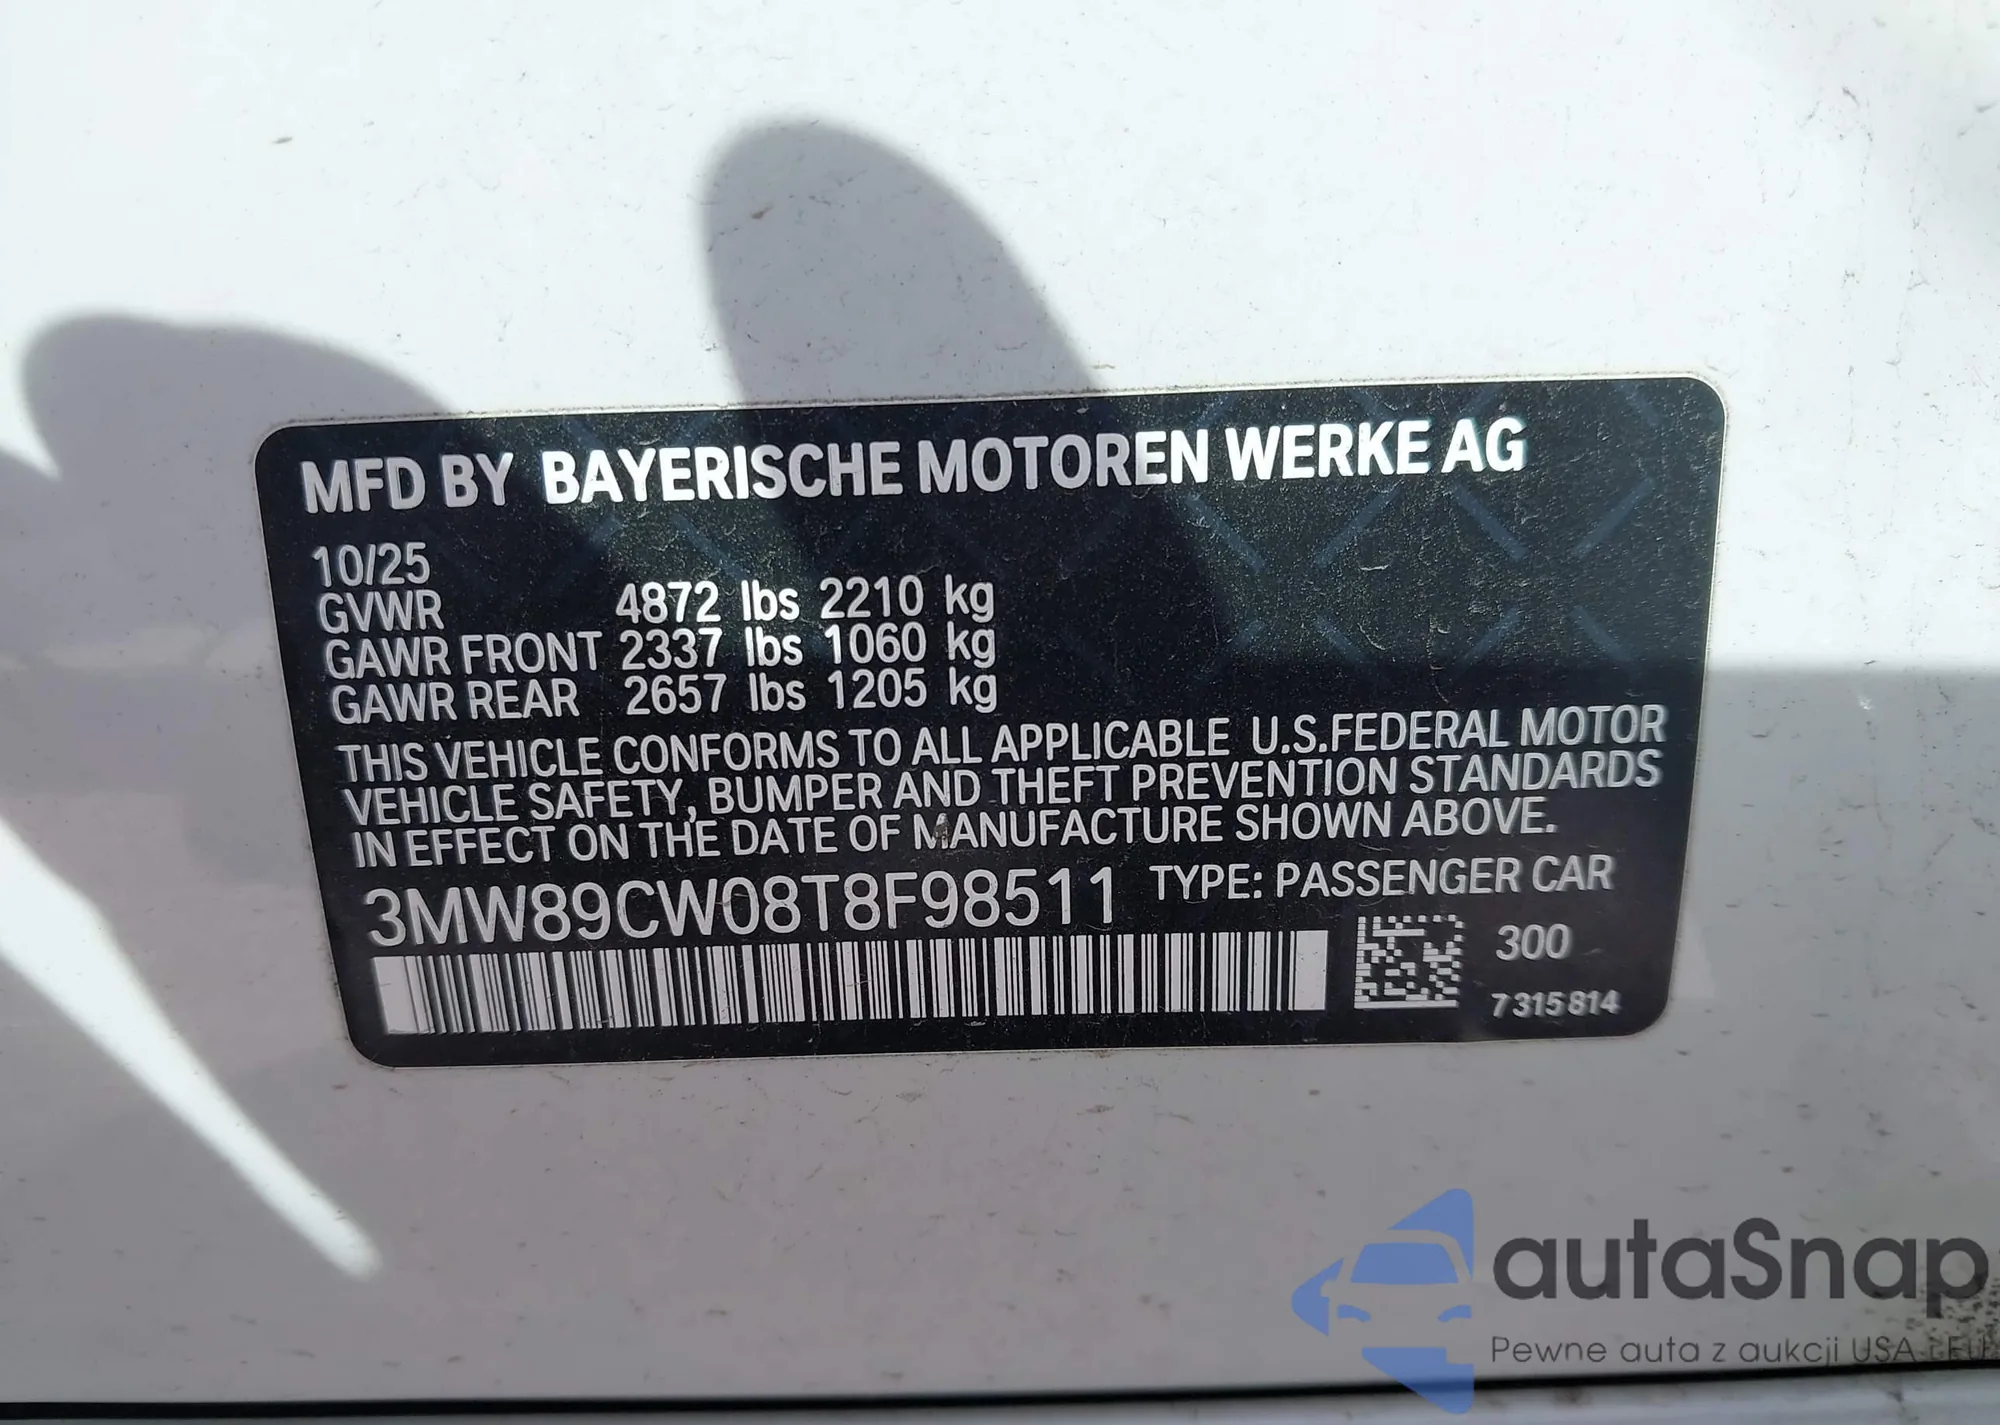 MFD BY BAYERISCHE MOTOREN WERKE AG
10/25
GVWR 4872 lbs 2210 kg
GAWR FRONT 2337 lbs 1060 kg
GAWR REAR 2657 lbs 1205 kg
THIS VEHICLE CONFORMS TO ALL APPLICABLE U.S.FEDERAL MOTOR
VEHICLE SAFETY, BUMPER AND THEFT PREVENTION STANDARDS
IN EFFECT ON THE DATE OF MANUFACTURE SHOWN ABOVE.
3MW89CW08T8F98511 TYPE: PASSENGER CAR
300
7315814
autaSnap
Pewne auta z aukcji USA i EU